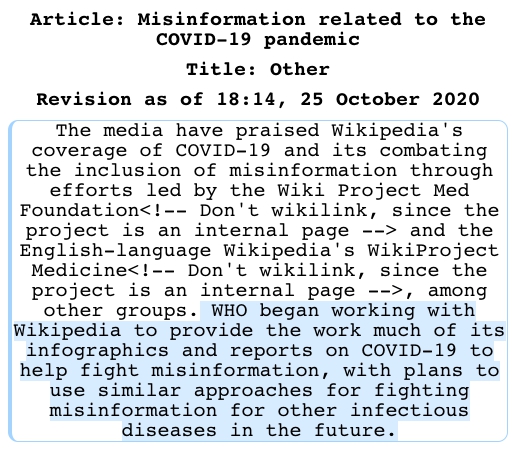 Article: Misinformation related to the
COVID-19 pandemic
Title: Other
Revision as of 18:14, 25 October 2020
The media have praised Wikipedia's
coverage of COVID-19 and its combating
the inclusion of misinformation through
efforts led by the Wiki Project Med
Foundation<!-- Don't wikilink, since the
project is an internal page --> and the
English-language Wikipedia's WikiProject
Medicine<!-- Don't wikilink, since the
project is an internal page -->, among
other groups. WHO began working with
Wikipedia to provide the work much of its
infographics and reports on COVID-19 to
help fight misinformation, with plans to
use similar approaches for fighting
misinformation for other infectious
diseases in the future.